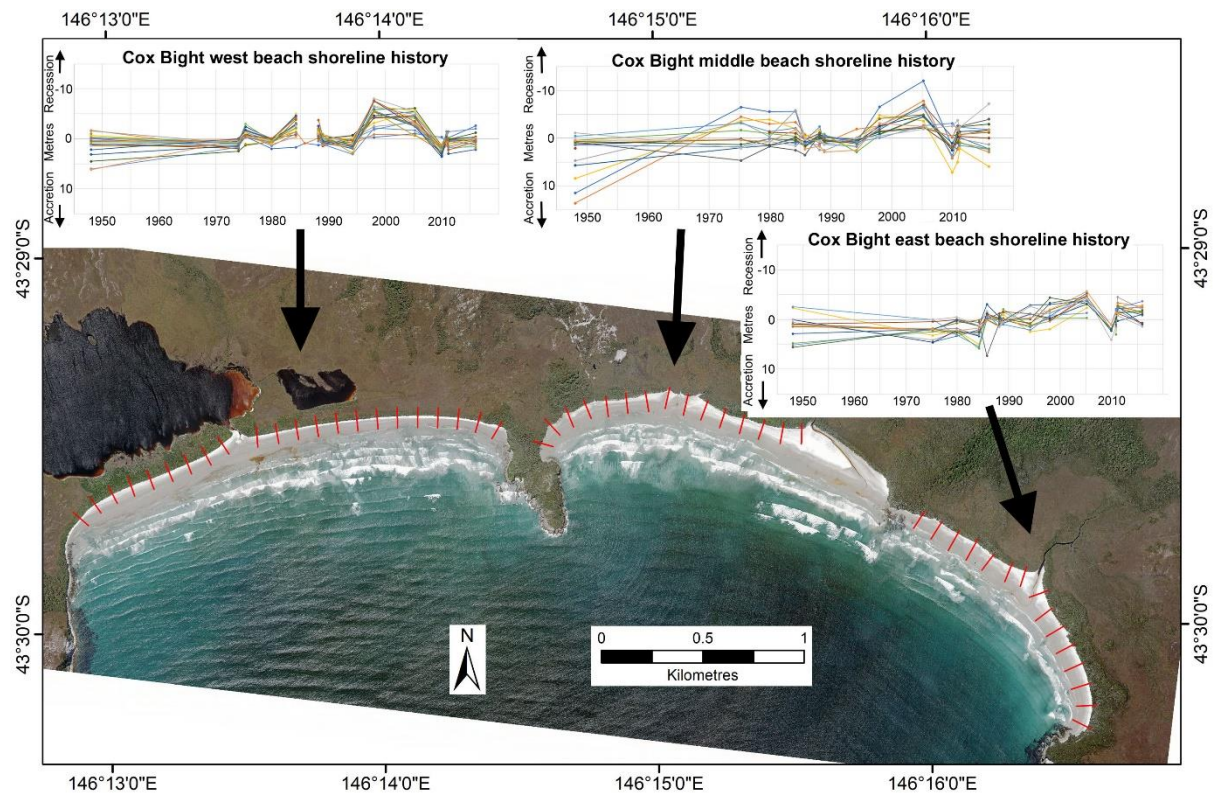 146°13'0"E 146°14'0"E 146°15'0"E 146°16'0"E
Cox Bight west beach shoreline history
Recession
Metres
Accretion
-10
0
10
1950 1960 1970 1980 1990 2000 2010
Cox Bight middle beach shoreline history
Recession
Metres
Accretion
-10
0
10
1950 1960 1970 1980 1990 2000 2010
Cox Bight east beach shoreline history
Recession
Metres
Accretion
-10
0
10
1950 1960 1970 1980 1990 2000 2010
43°29'0"S
43°29'0"S
43°30'0"S
43°30'0"S
N
0 0.5 1
Kilometres
146°13'0"E 146°14'0"E 146°15'0"E 146°16'0"E